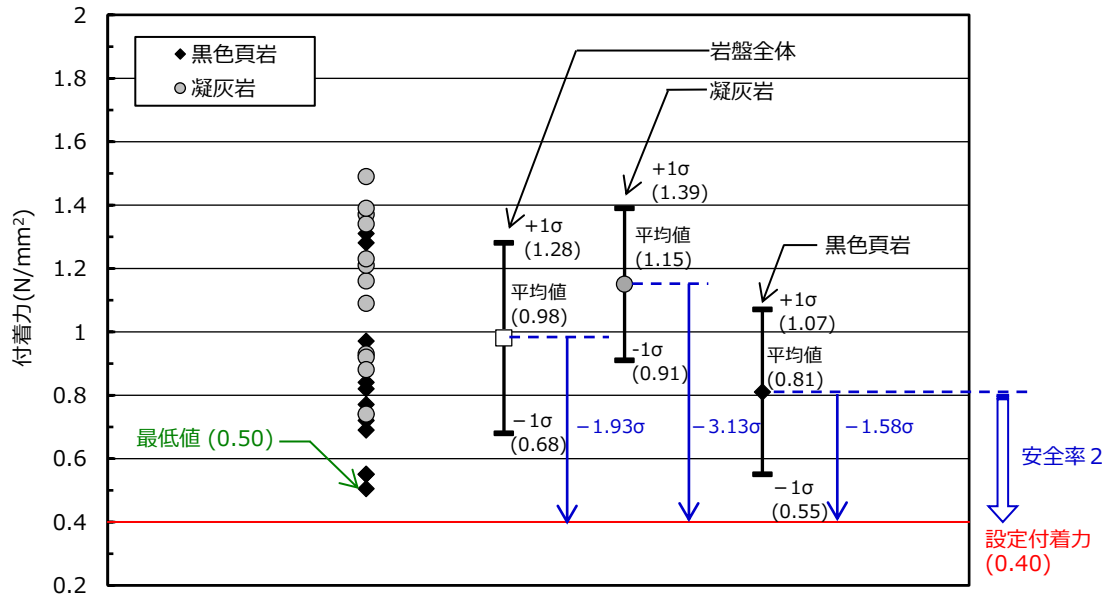 2
1.8
1.6
1.4
1.2
1
0.8
0.6
0.4
0.2
付着力(N/mm²)
黒色頁岩
凝灰岩
岩盤全体
凝灰岩
黒色頁岩
+1σ
(1.28)
平均値
(0.98)
−1σ
(0.68)
−1.93σ
+1σ
(1.39)
平均値
(1.15)
-1σ
(0.91)
−3.13σ
+1σ
(1.07)
平均値
(0.81)
−1σ
(0.55)
−1.58σ
最低値 (0.50)
安全率２
設定付着力
(0.40)